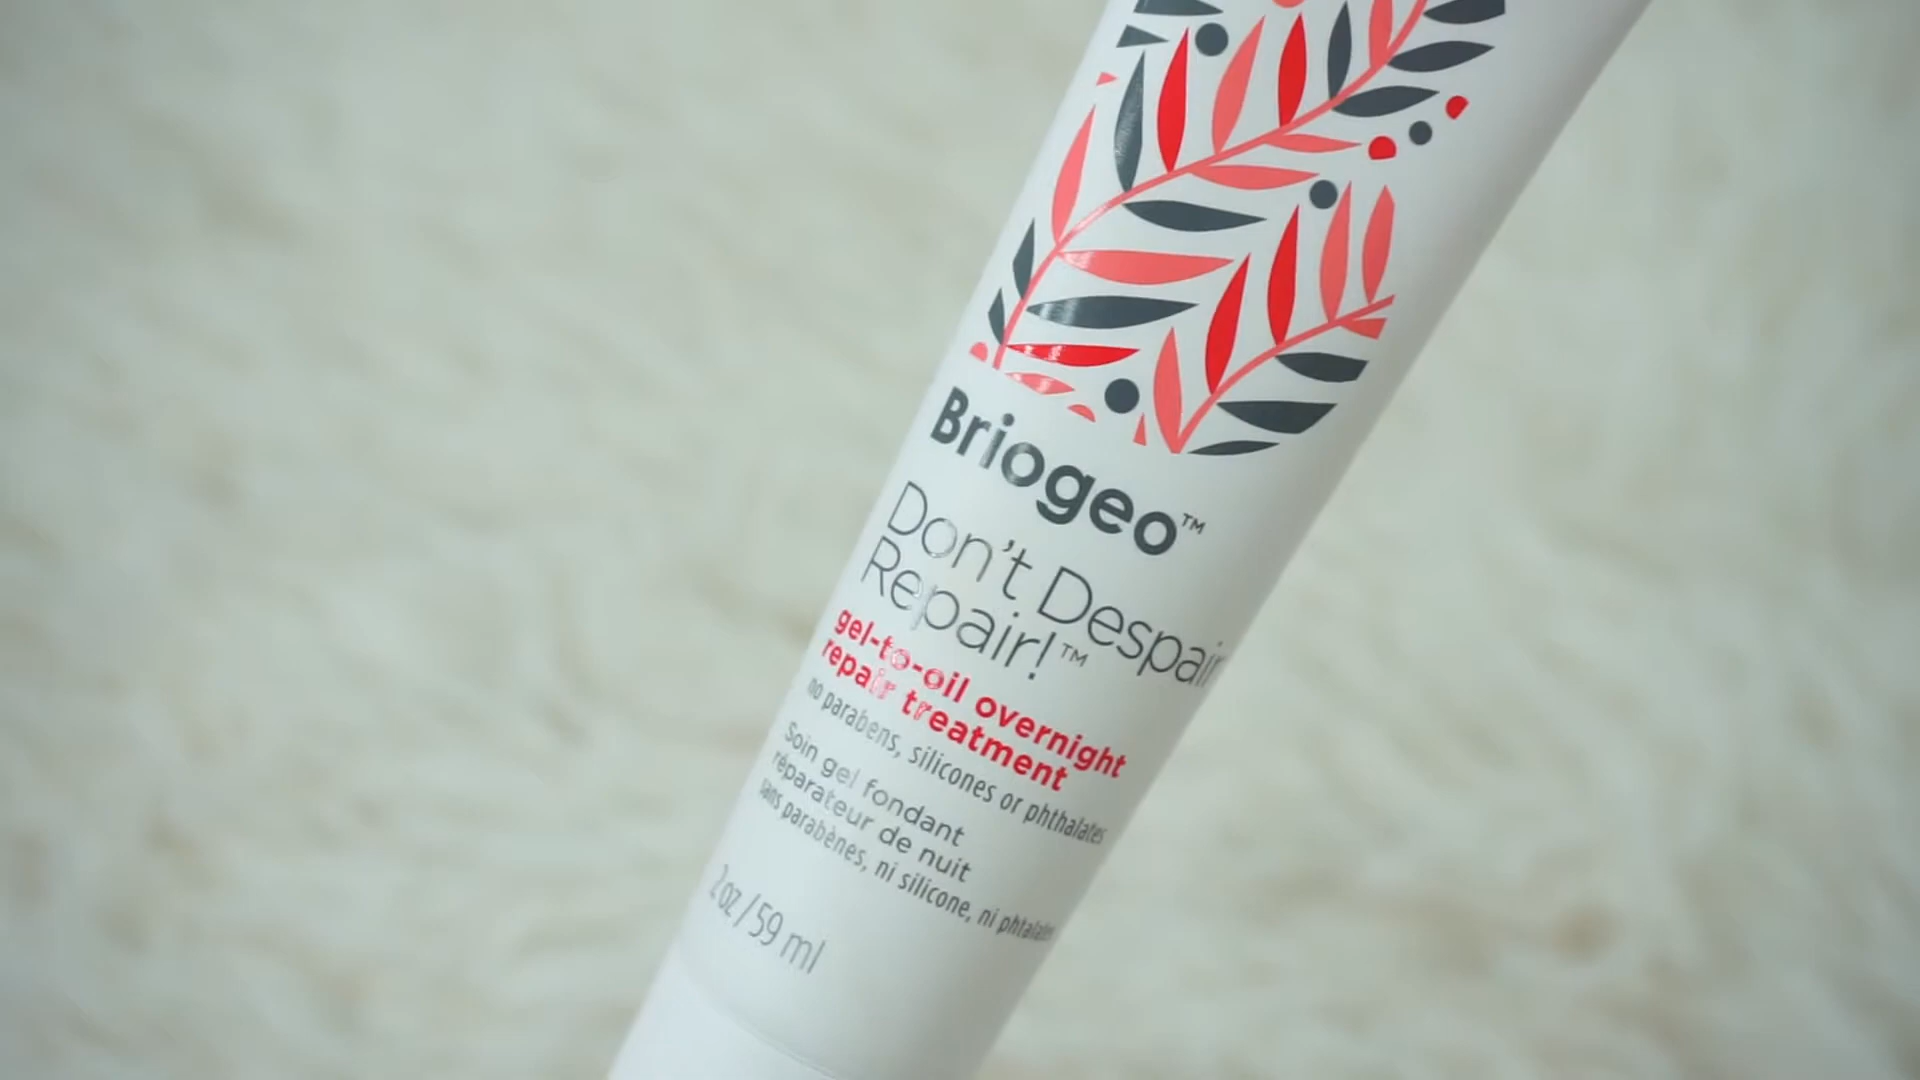 Briogeo™
Don't Despair,
Repair!™
gel-to-oil overnight
repair treatment
no parabens, silicones or phthalates
Soin gel fondant
réparateur de nuit
sans parabènes, ni silicone, ni phtalates
2 oz / 59 ml